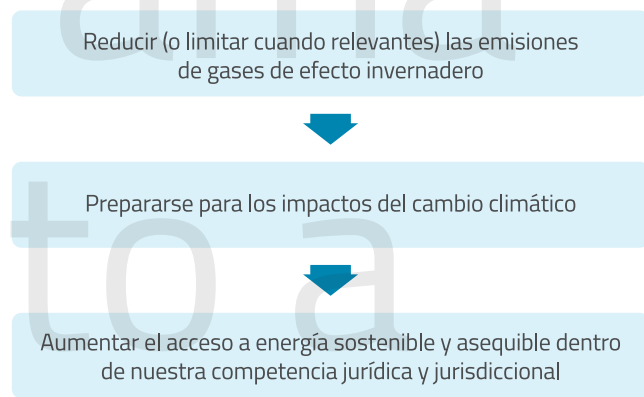 Reducir (o limitar cuando relevantes) las emisiones
de gases de efecto invernadero
Prepararse para los impactos del cambio climático
to a
Aumentar el acceso a energía sostenible y asequible dentro
de nuestra competencia jurídica y jurisdiccional